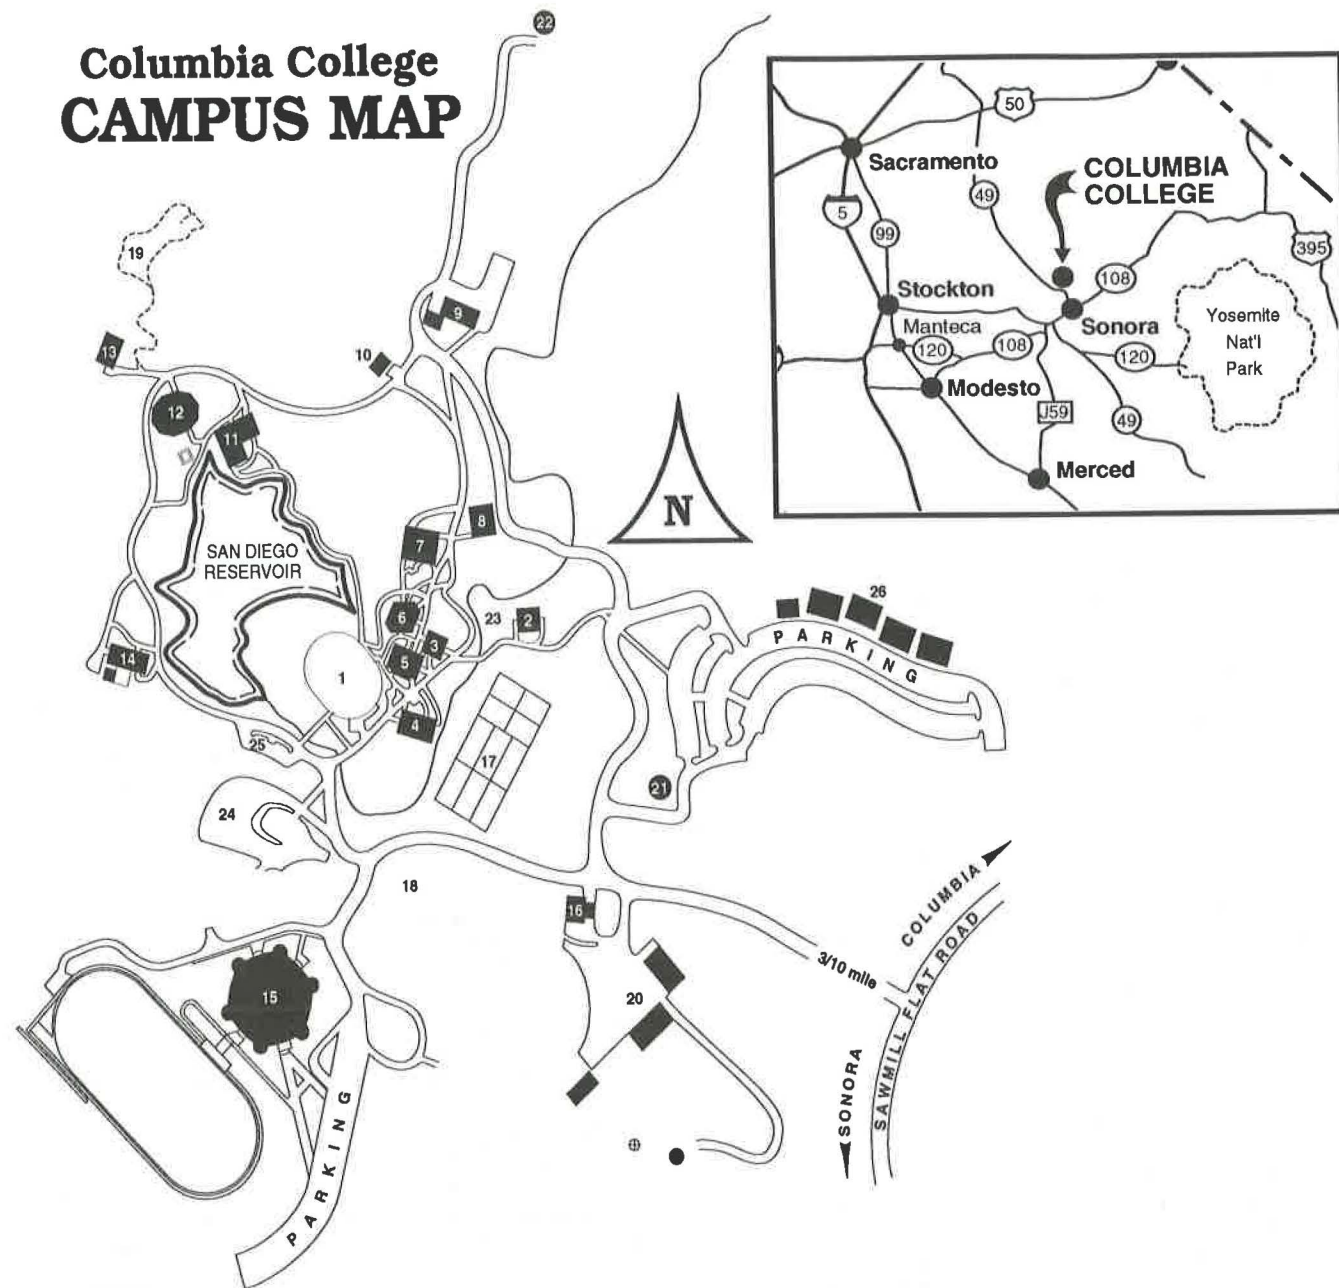 Columbia College
CAMPUS MAP
22
19
9
10
13
12
11
SAN DIEGO
RESERVOIR
8
7
6
23
2
3
5
1
4
14
25
17
24
18
21
26
PARKING
16
15
20
PARKING
3/10 mile
COLUMBIA
SAWMILL FLAT ROAD
SONORA
N
50
Sacramento
COLUMBIA
COLLEGE
5
49
99
395
108
Stockton
Sonora
Yosemite
Nat'l
Park
Manteca
120
108
120
Modesto
J59
49
Merced